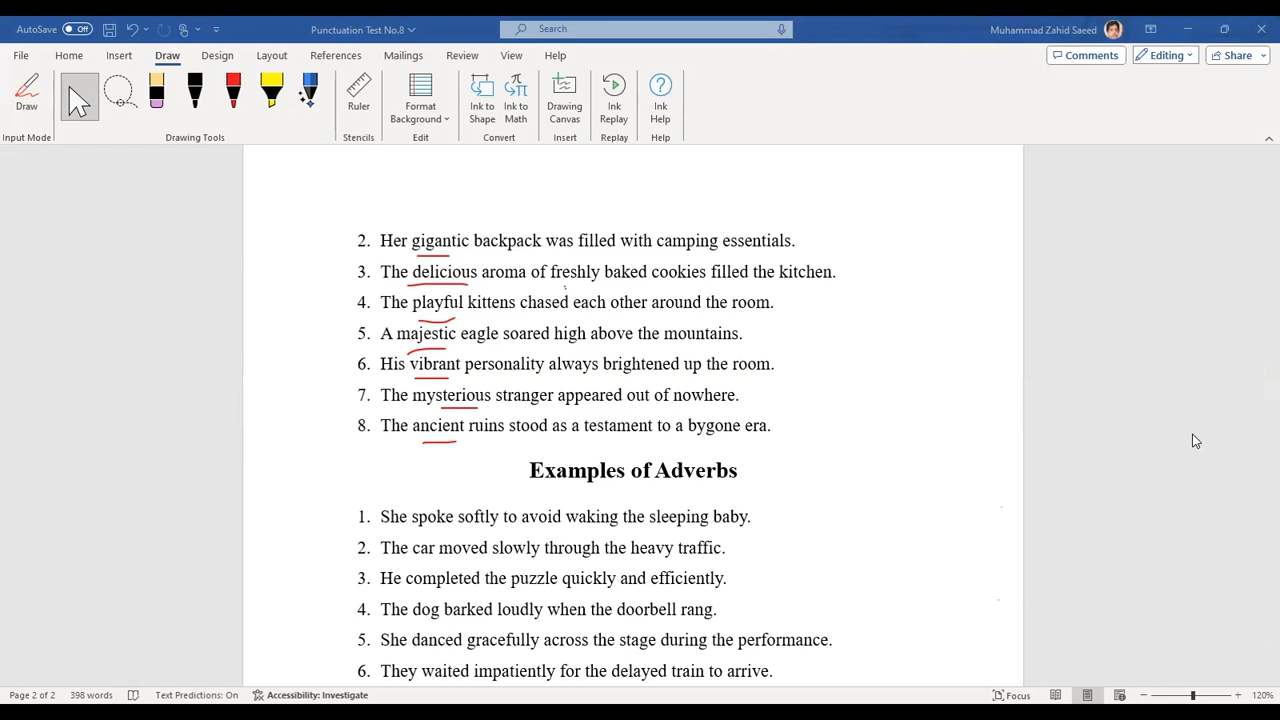 AutoSave Off Punctuation Test No.8 Search Muhammad Zahid Saeed
File Home Insert Draw Design Layout References Mailings Review View Help Comments Editing Share
Draw Ruler Format Background Ink to Shape Ink to Math Drawing Canvas Ink Replay Ink Help
Input Mode Drawing Tools Stencils Edit Convert Insert Replay Help
2. Her gigantic backpack was filled with camping essentials.
3. The delicious aroma of freshly baked cookies filled the kitchen.
4. The playful kittens chased each other around the room.
5. A majestic eagle soared high above the mountains.
6. His vibrant personality always brightened up the room.
7. The mysterious stranger appeared out of nowhere.
8. The ancient ruins stood as a testament to a bygone era.
Examples of Adverbs
1. She spoke softly to avoid waking the sleeping baby.
2. The car moved slowly through the heavy traffic.
3. He completed the puzzle quickly and efficiently.
4. The dog barked loudly when the doorbell rang.
5. She danced gracefully across the stage during the performance.
6. They waited impatiently for the delayed train to arrive.
Page 2 of 2 398 words Text Predictions: On Accessibility: Investigate Focus 120%